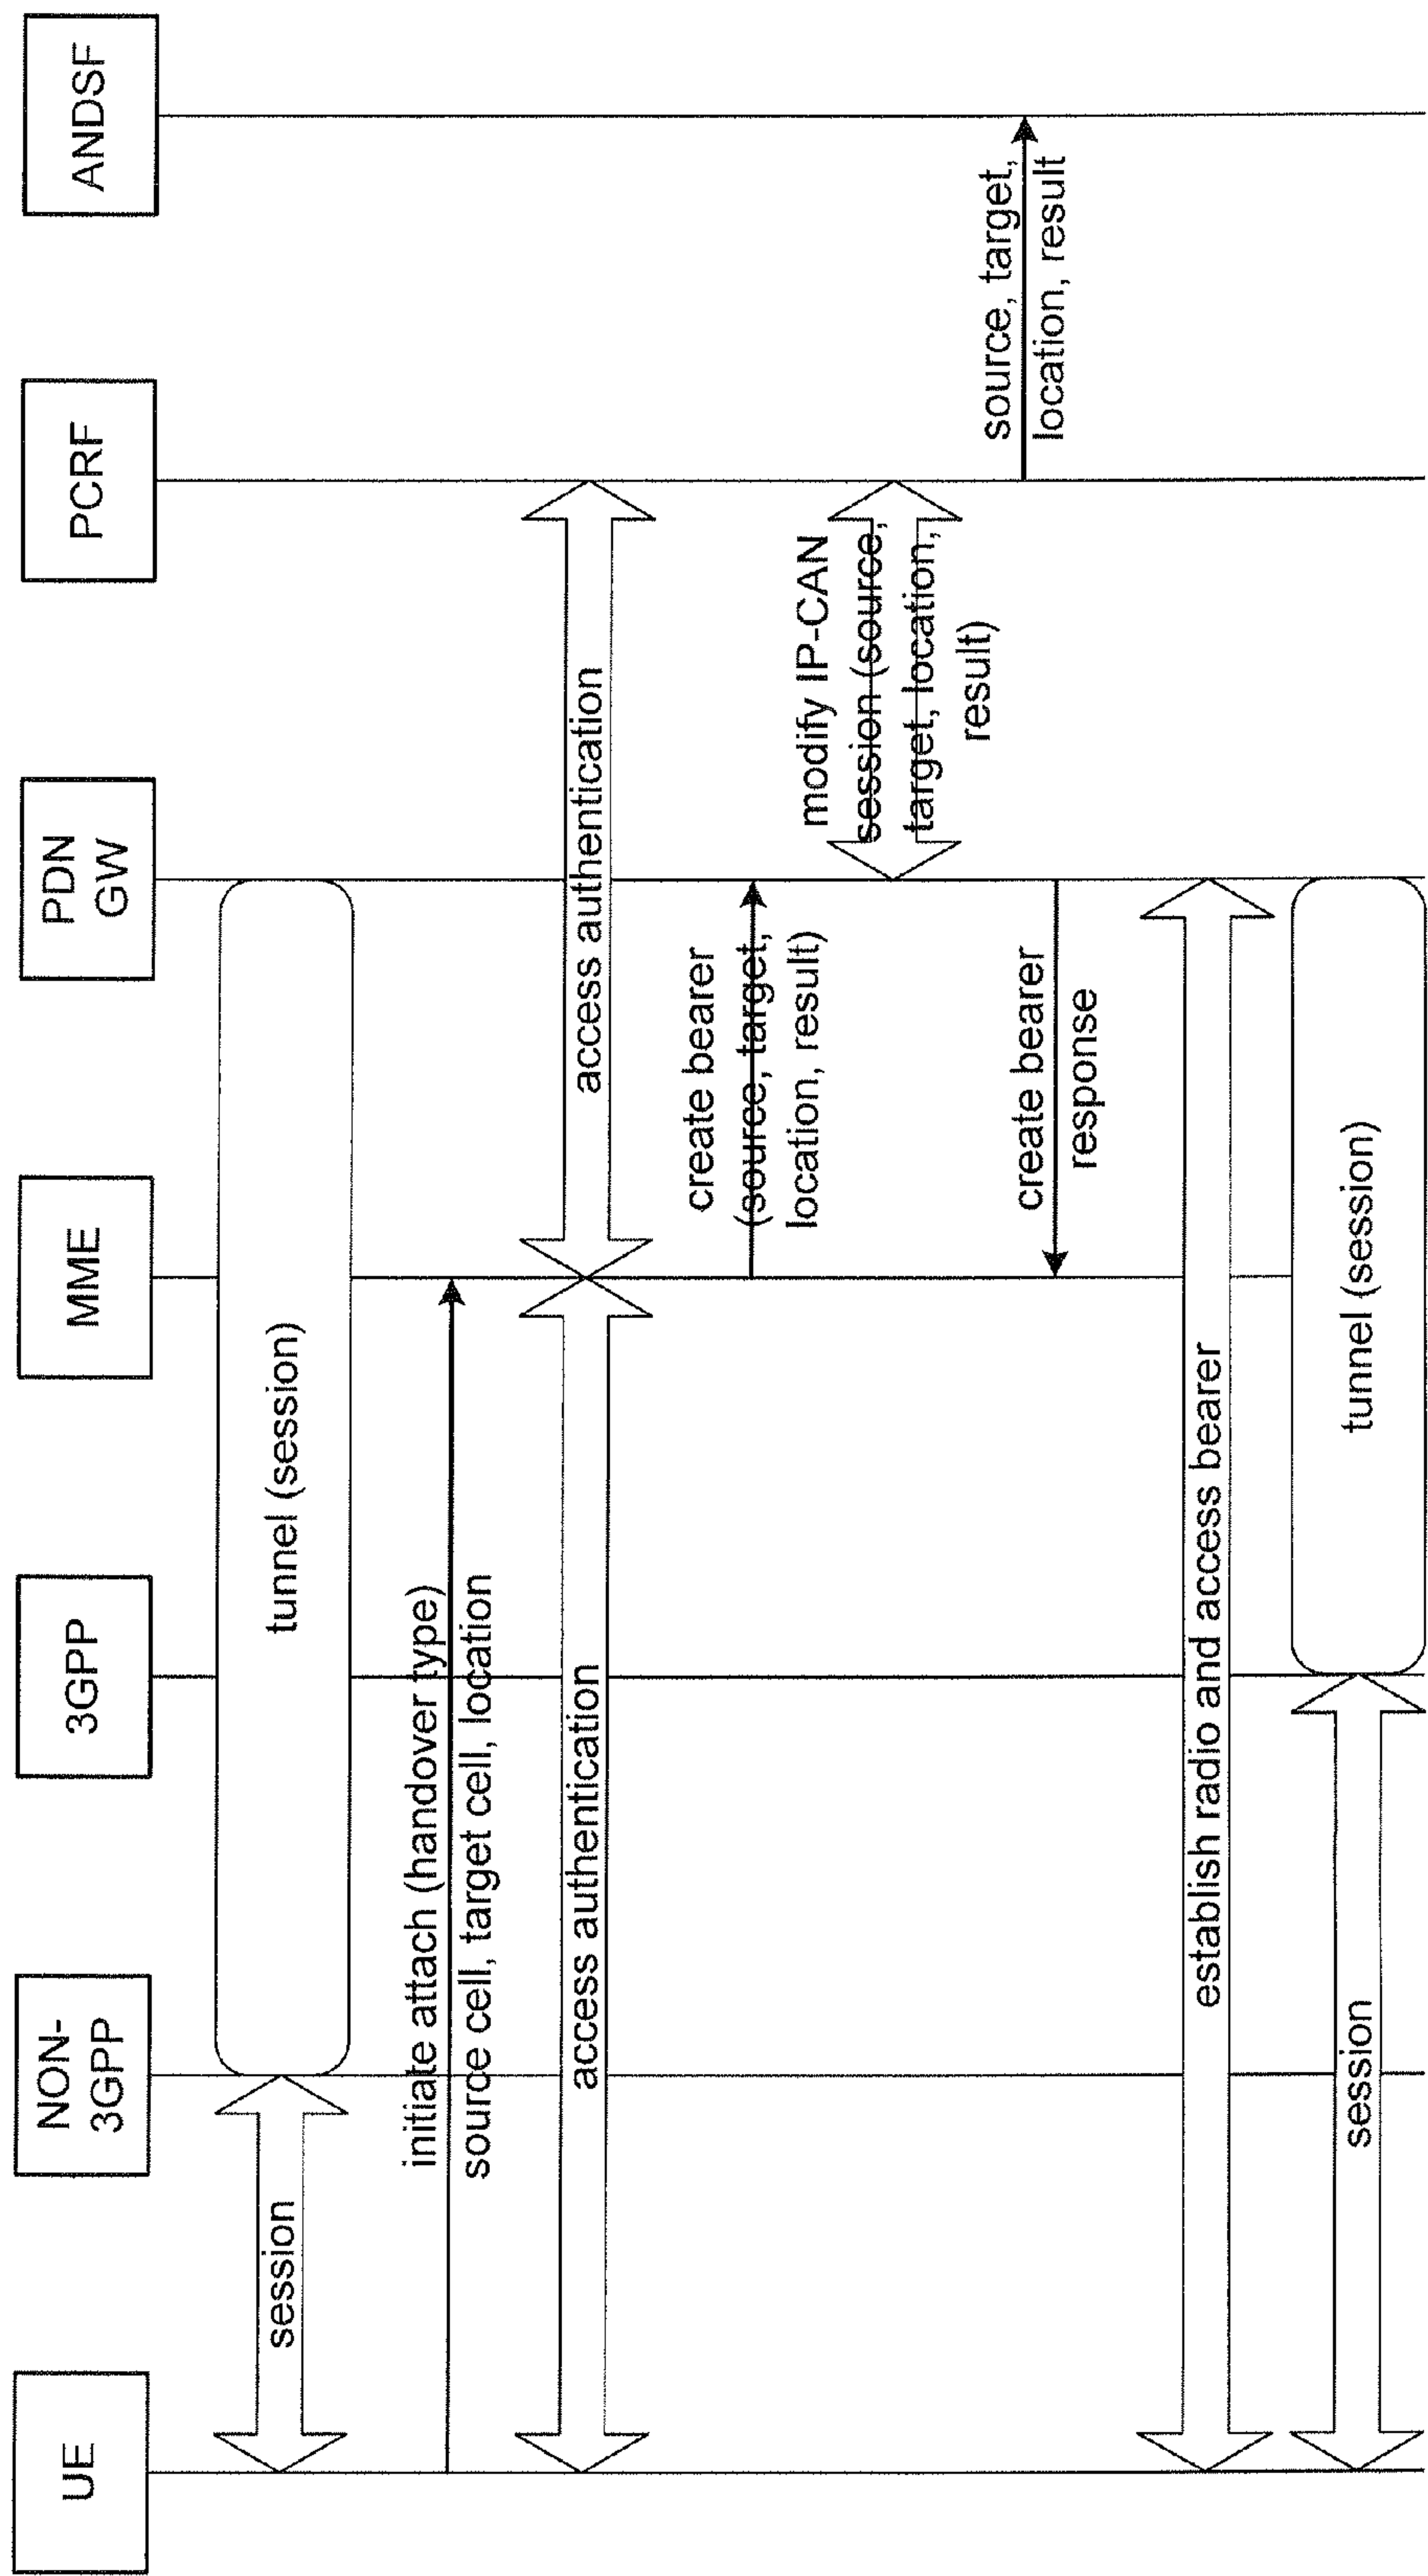 UE
NON-
3GPP
3GPP
MME
PDN
GW
PCRF
ANDSF
session
tunnel (session)
initiate attach (handover type)
source cell, target cell, location
access authentication
access authentication
create bearer
(source, target,
location, result)
modify IP-CAN
session (source,
target, location,
result)
source, target,
location, result
create bearer
response
establish radio and access bearer
session
tunnel (session)